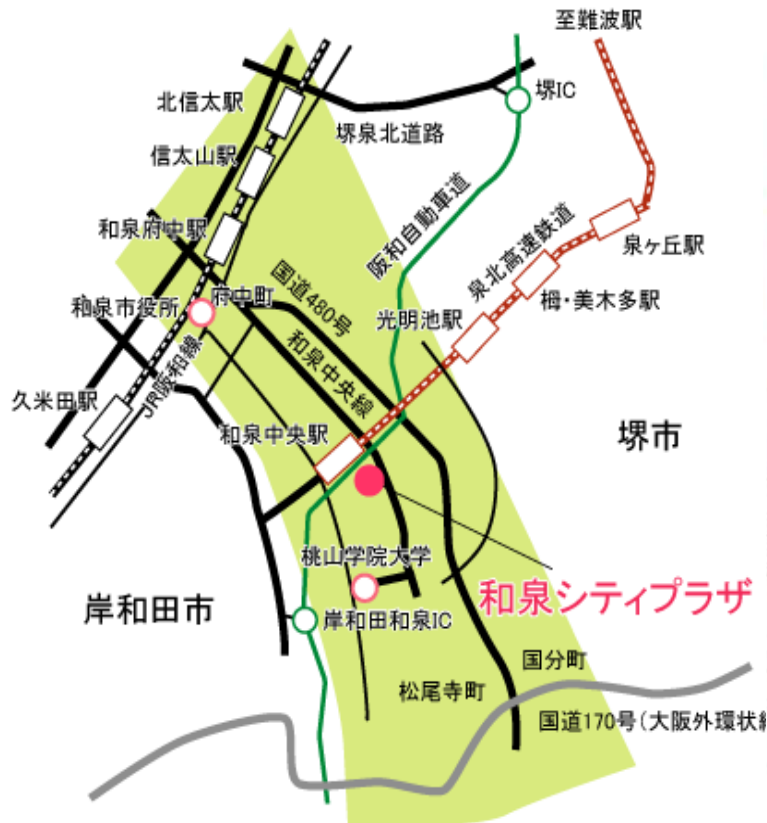 至難波駅
北信太駅
堺IC
堺泉北道路
信太山駅
和泉府中駅
阪和自動車道
泉北高速鉄道
泉ヶ丘駅
国道480号
栂・美木多駅
和泉市役所
府中町
光明池駅
和泉中央線
JR阪和線
久米田駅
和泉中央駅
堺市
桃山学院大学
和泉シティプラザ
岸和田市
岸和田和泉IC
国分町
松尾寺町
国道170号(大阪外環状